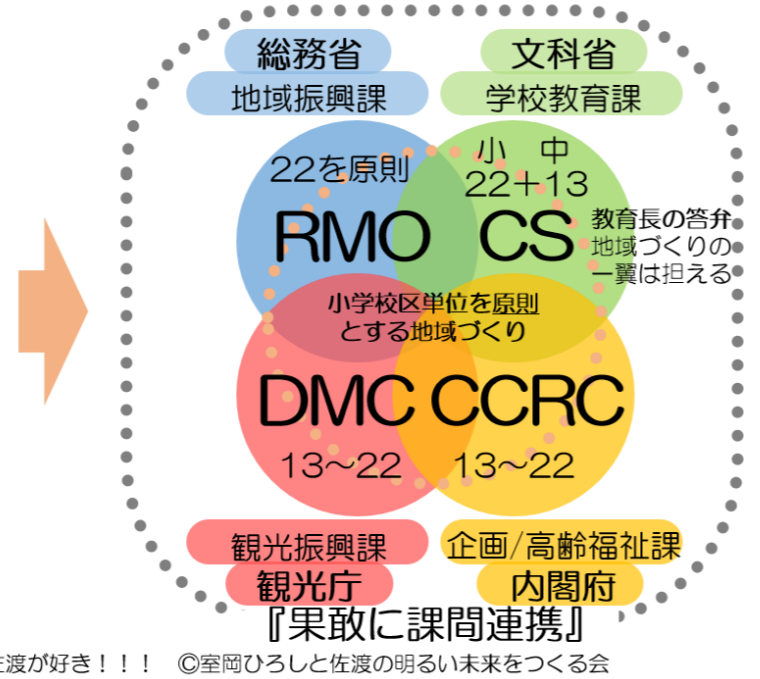 総務省
文科省
地域振興課
学校教育課
22を原則
小 中
22+13
RMO
CS
教育長の答弁
地域づくりの
一翼は担える
小学校区単位を原則
とする地域づくり
DMC
CCRC
13～22
13～22
観光振興課
企画/高齢福祉課
観光庁
内閣府
『果敢に課間連携』
渡が好き！！！ ©室岡ひろしと佐渡の明るい未来をつくる会